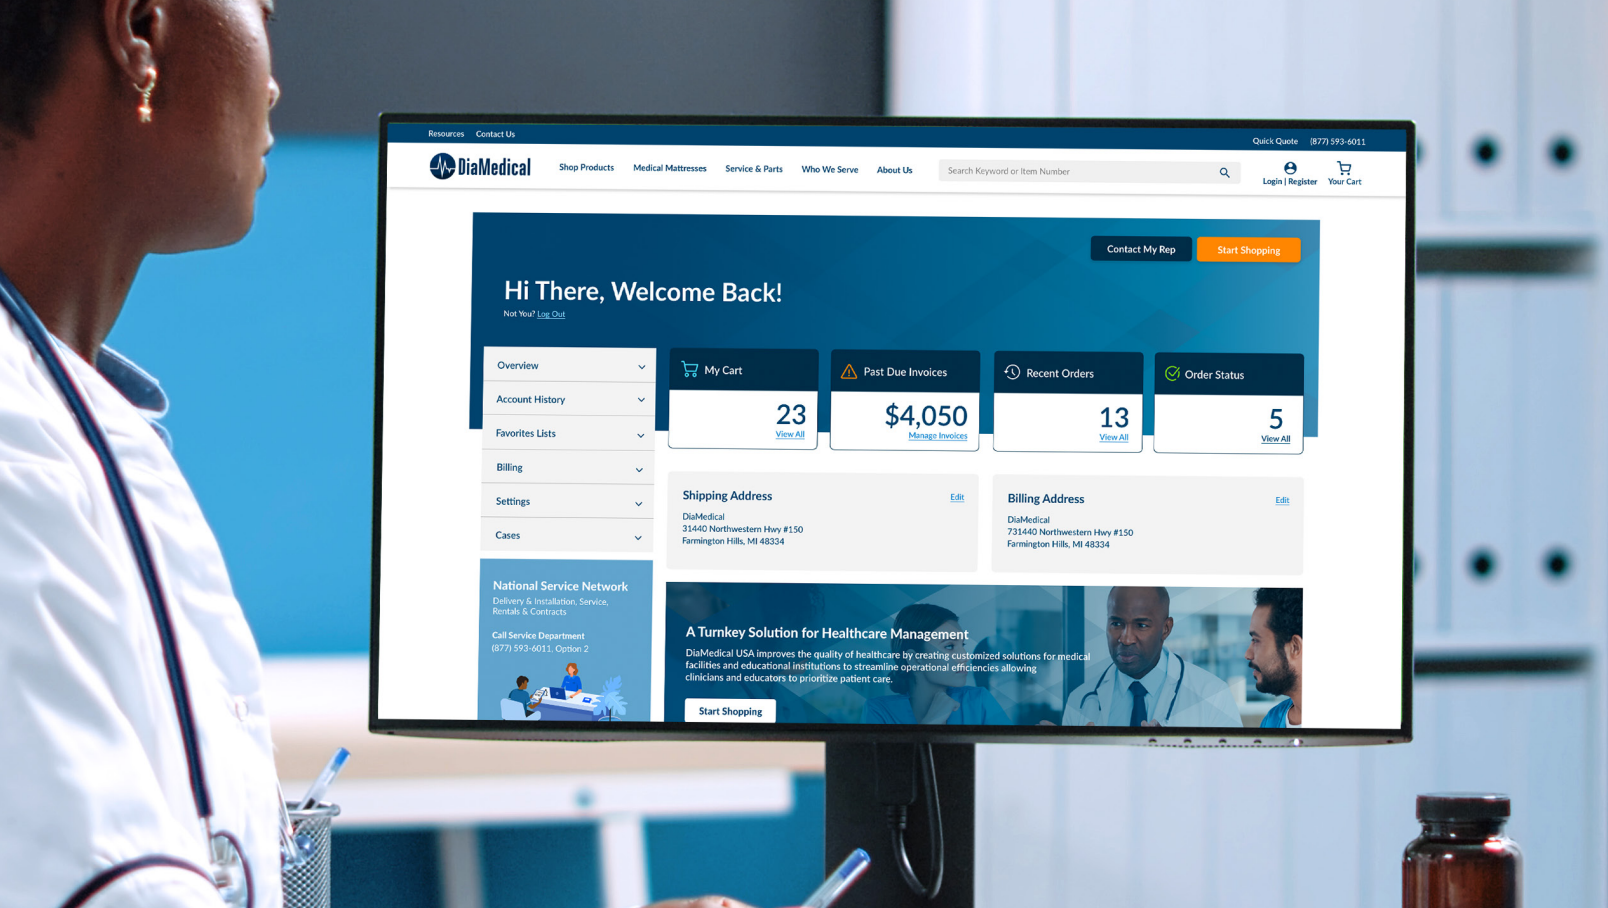 Resources Contact Us
Quick Quote (877) 593-6011
DiaMedical
Shop Products Medical Mattresses Service & Parts Who We Serve About Us
Search Keyword or Item Number
Login | Register Your Cart
Contact My Rep Start Shopping
Hi There, Welcome Back!
Not You? Log Out
Overview
Account History
Favorites Lists
Billing
Settings
Cases
My Cart
23
View All
Past Due Invoices
$4,050
Manage Invoices
Recent Orders
13
View All
Order Status
5
View All
Shipping Address Edit
DiaMedical
31440 Northwestern Hwy #150
Farmington Hills, MI 48334
Billing Address Edit
DiaMedical
731440 Northwestern Hwy #150
Farmington Hills, MI 48334
National Service Network
Delivery & Installation, Service,
Rentals & Contracts
Call Service Department
(877) 593-6011, Option 2
A Turnkey Solution for Healthcare Management
DiaMedical USA improves the quality of healthcare by creating customized solutions for medical
facilities and educational institutions to streamline operational efficiencies allowing
clinicians and educators to prioritize patient care.
Start Shopping